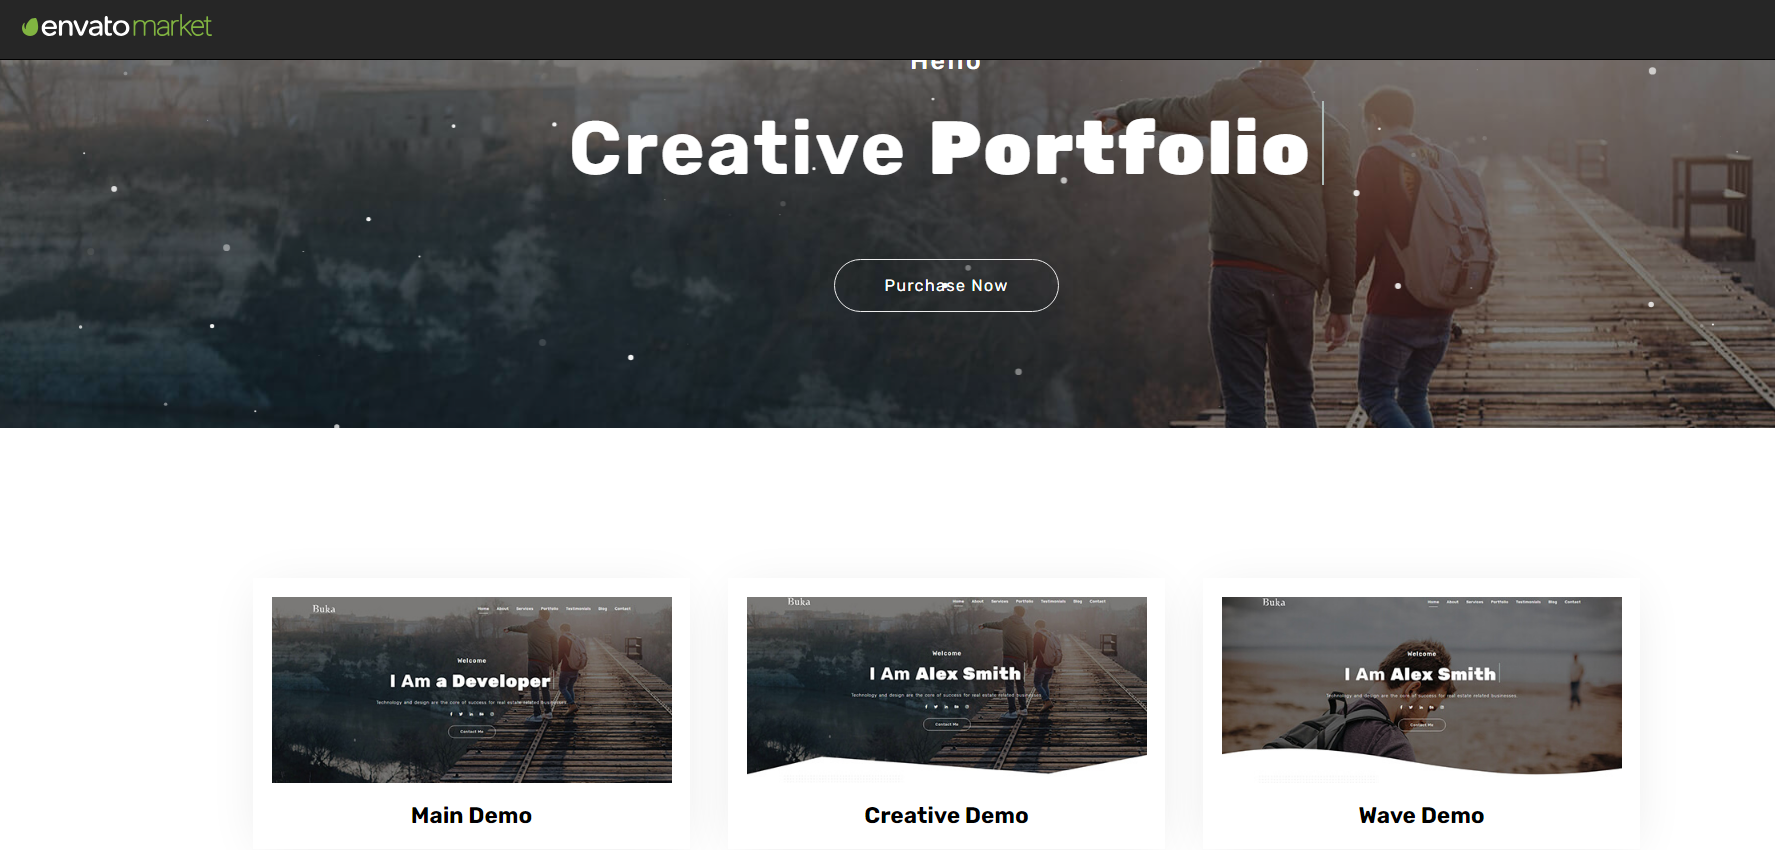 envato market
Hello
Creative Portfolio
Purchase Now
Buka
Home About Services Portfolio Testimonials Blog Contact
Welcome
I Am a Developer
Technology and design are the core of success for real estate related businesses
Contact Me
Main Demo
Buka
Home About Services Portfolio Testimonials Blog Contact
Welcome
I Am Alex Smith
Technology and design are the core of success for real estate related businesses
Contact Me
Creative Demo
Buka
Home About Services Portfolio Testimonials Blog Contact
Welcome
I Am Alex Smith
Technology and design are the core of success for real estate related businesses
Contact Me
Wave Demo